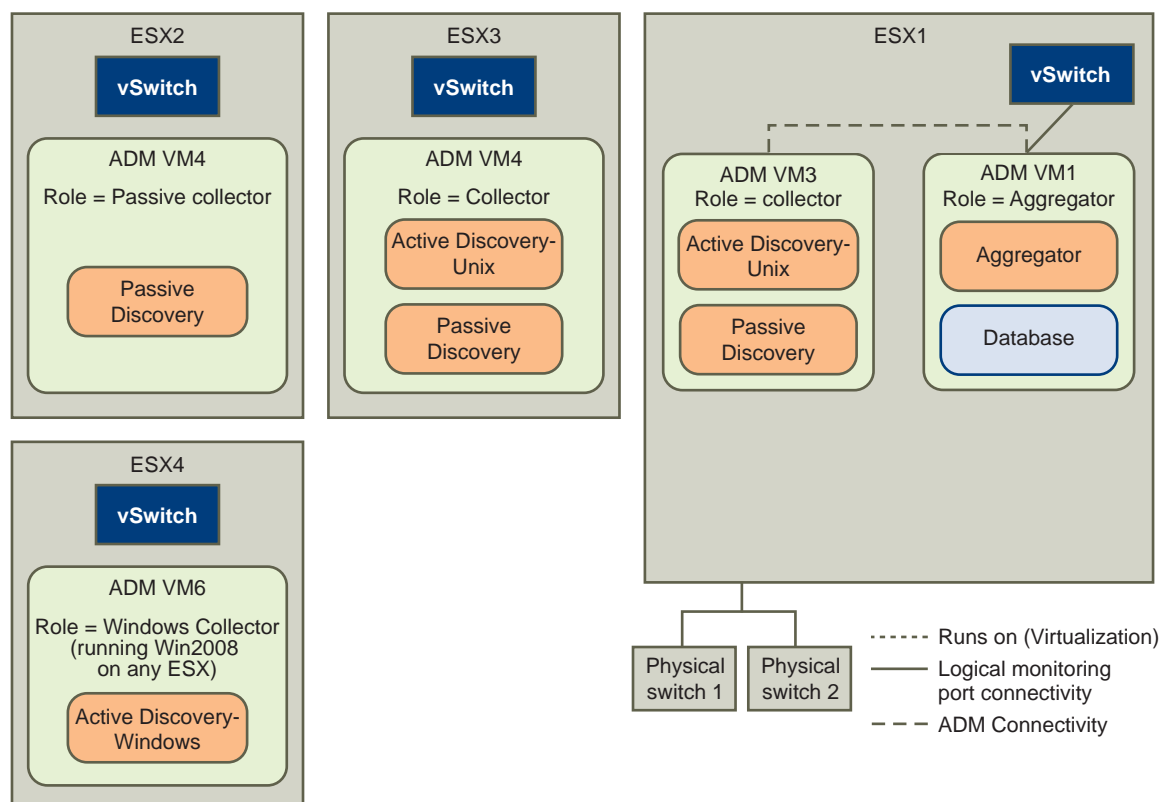 ESX2
vSwitch
ADM VM4
Role = Passive collector
Passive
Discovery
ESX3
vSwitch
ADM VM4
Role = Collector
Active Discovery-
Unix
Passive
Discovery
ESX1
vSwitch
ADM VM3
Role = collector
Active Discovery-
Unix
Passive
Discovery
ADM VM1
Role = Aggregator
Aggregator
Database
ESX4
vSwitch
ADM VM6
Role = Windows Collector
(running Win2008
on any ESX)
Active Discovery-
Windows
Physical
switch 1
Physical
switch 2
Runs on (Virtualization)
Logical monitoring
port connectivity
ADM Connectivity